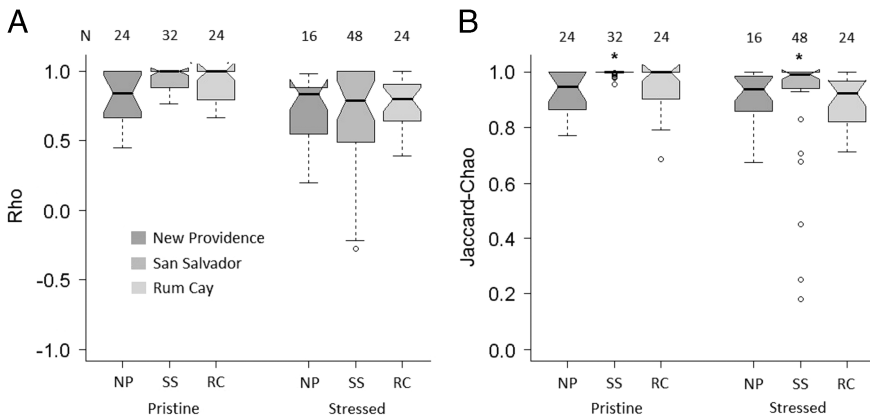 A
B
N 24 32 24 16 48 24
24 32 24 16 48 24
* *
1.0
0.5
0.0
-0.5
-1.0
Rho
New Providence
San Salvador
Rum Cay
NP SS RC NP SS RC
Pristine Stressed
1.0
0.8
0.6
0.4
0.2
0.0
Jaccard-Chao
NP SS RC NP SS RC
Pristine Stressed